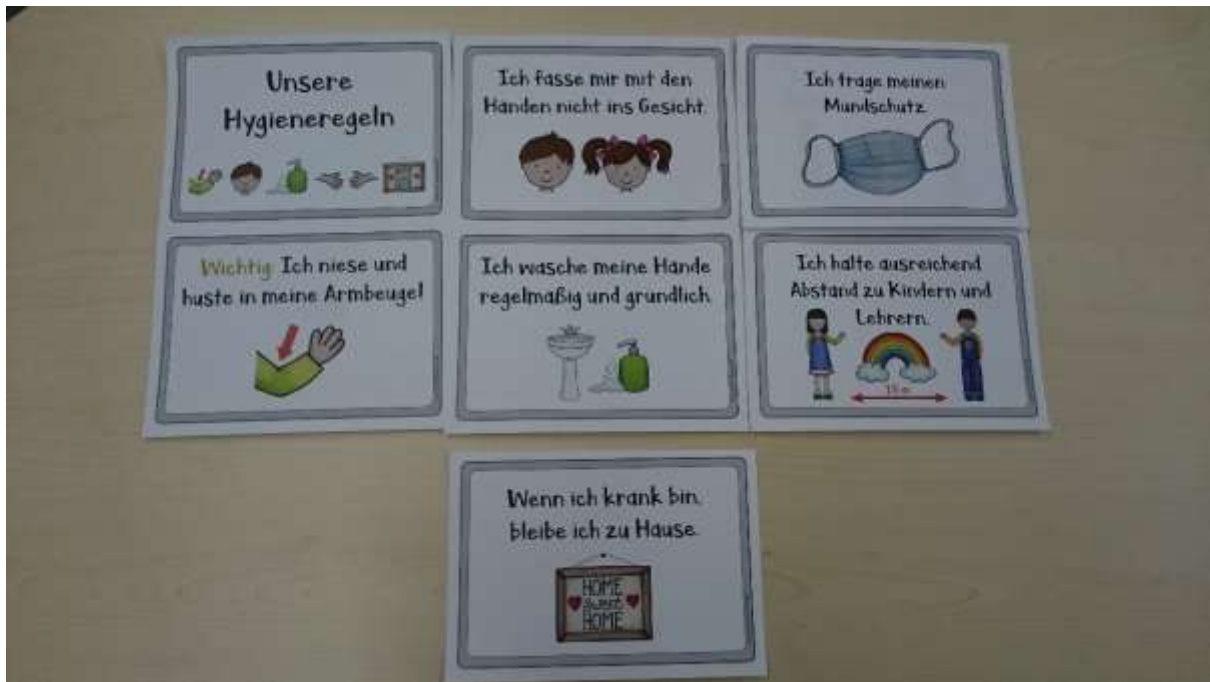 Unsere
Hygieneregeln
Ich fasse mir mit den
Händen nicht ins Gesicht.
Ich trage meinen
Mundschutz.
Wichtig: Ich niese und
huste in meine Armbeuge!
Ich wasche meine Hände
regelmäßig und gründlich.
Ich halte ausreichend
Abstand zu Kindern und
Lehrern.
1,5 m
Wenn ich krank bin,
bleibe ich zu Hause.
HOME
sweet
HOME